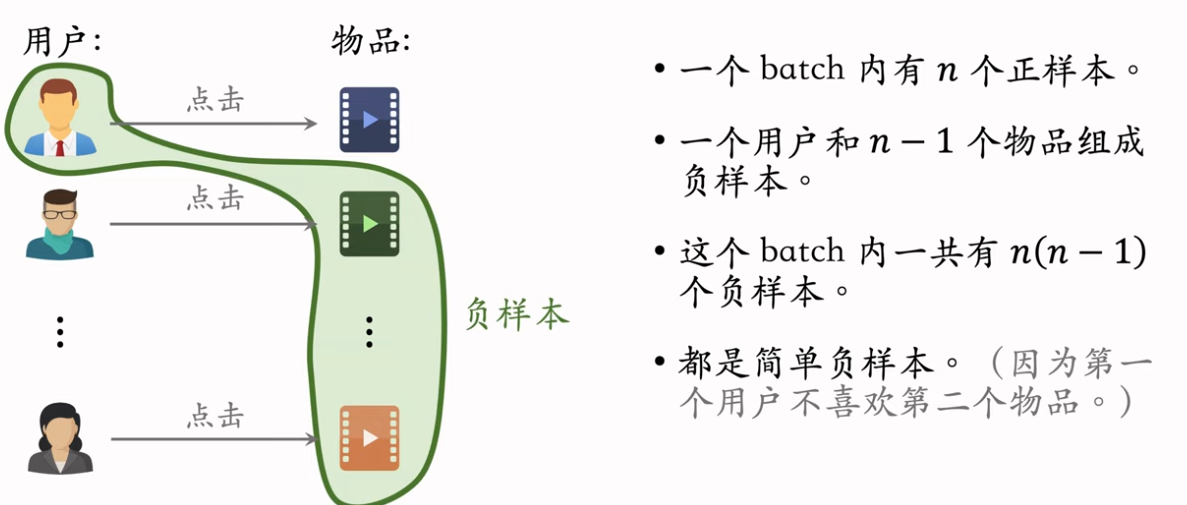 用户:
物品:
点击
点击
点击
负样本
• 一个 batch 内有 n 个正样本。
• 一个用户和 n − 1 个物品组成
负样本。
• 这个 batch 内一共有 n(n − 1)
个负样本。
• 都是简单负样本。（因为第一
个用户不喜欢第二个物品。）